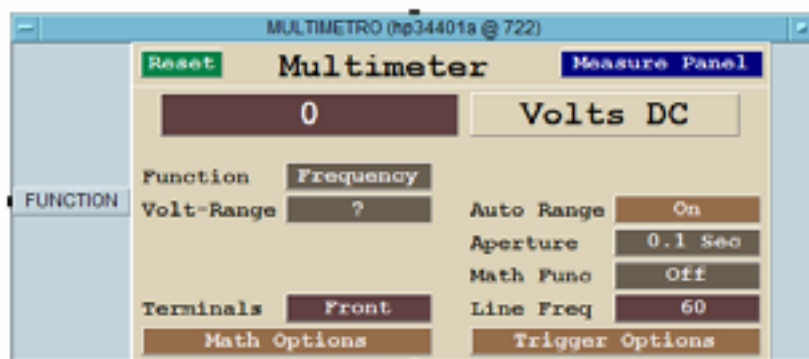 MULTIMETRO (hp34401a @ 722)
Reset Multimeter Measure Panel
0 Volts DC
Function Frequency
FUNCTION Volt-Range ? Auto Range On
Aperture 0.1 Sec
Math Func Off
Terminals Front Line Freq 60
Math Options Trigger Options